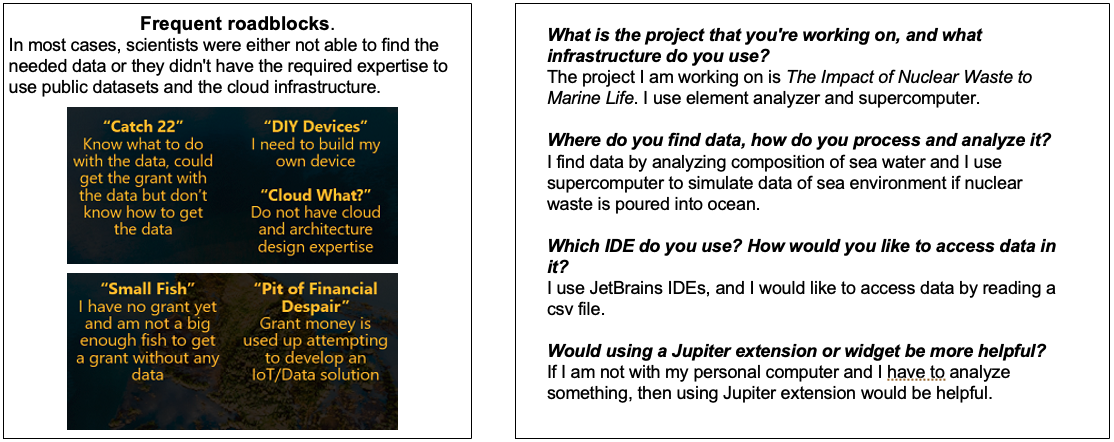 Frequent roadblocks.
In most cases, scientists were either not able to find the
needed data or they didn't have the required expertise to
use public datasets and the cloud infrastructure.
“Catch 22”
Know what to do
with the data, could
get the grant with
the data but don’t
know how to get
the data
“DIY Devices”
I need to build my
own device
“Cloud What?”
Do not have cloud
and architecture
design expertise
“Small Fish”
I have no grant yet
and am not a big
enough fish to get
a grant without any
data
“Pit of Financial
Despair”
Grant money is
used up attempting
to develop an
IoT/Data solution
What is the project that you're working on, and what
infrastructure do you use?
The project I am working on is The Impact of Nuclear Waste to
Marine Life. I use element analyzer and supercomputer.
Where do you find data, how do you process and analyze it?
I find data by analyzing composition of sea water and I use
supercomputer to simulate data of sea environment if nuclear
waste is poured into ocean.
Which IDE do you use? How would you like to access data in
it?
I use JetBrains IDEs, and I would like to access data by reading a
csv file.
Would using a Jupiter extension or widget be more helpful?
If I am not with my personal computer and I have to analyze
something, then using Jupiter extension would be helpful.